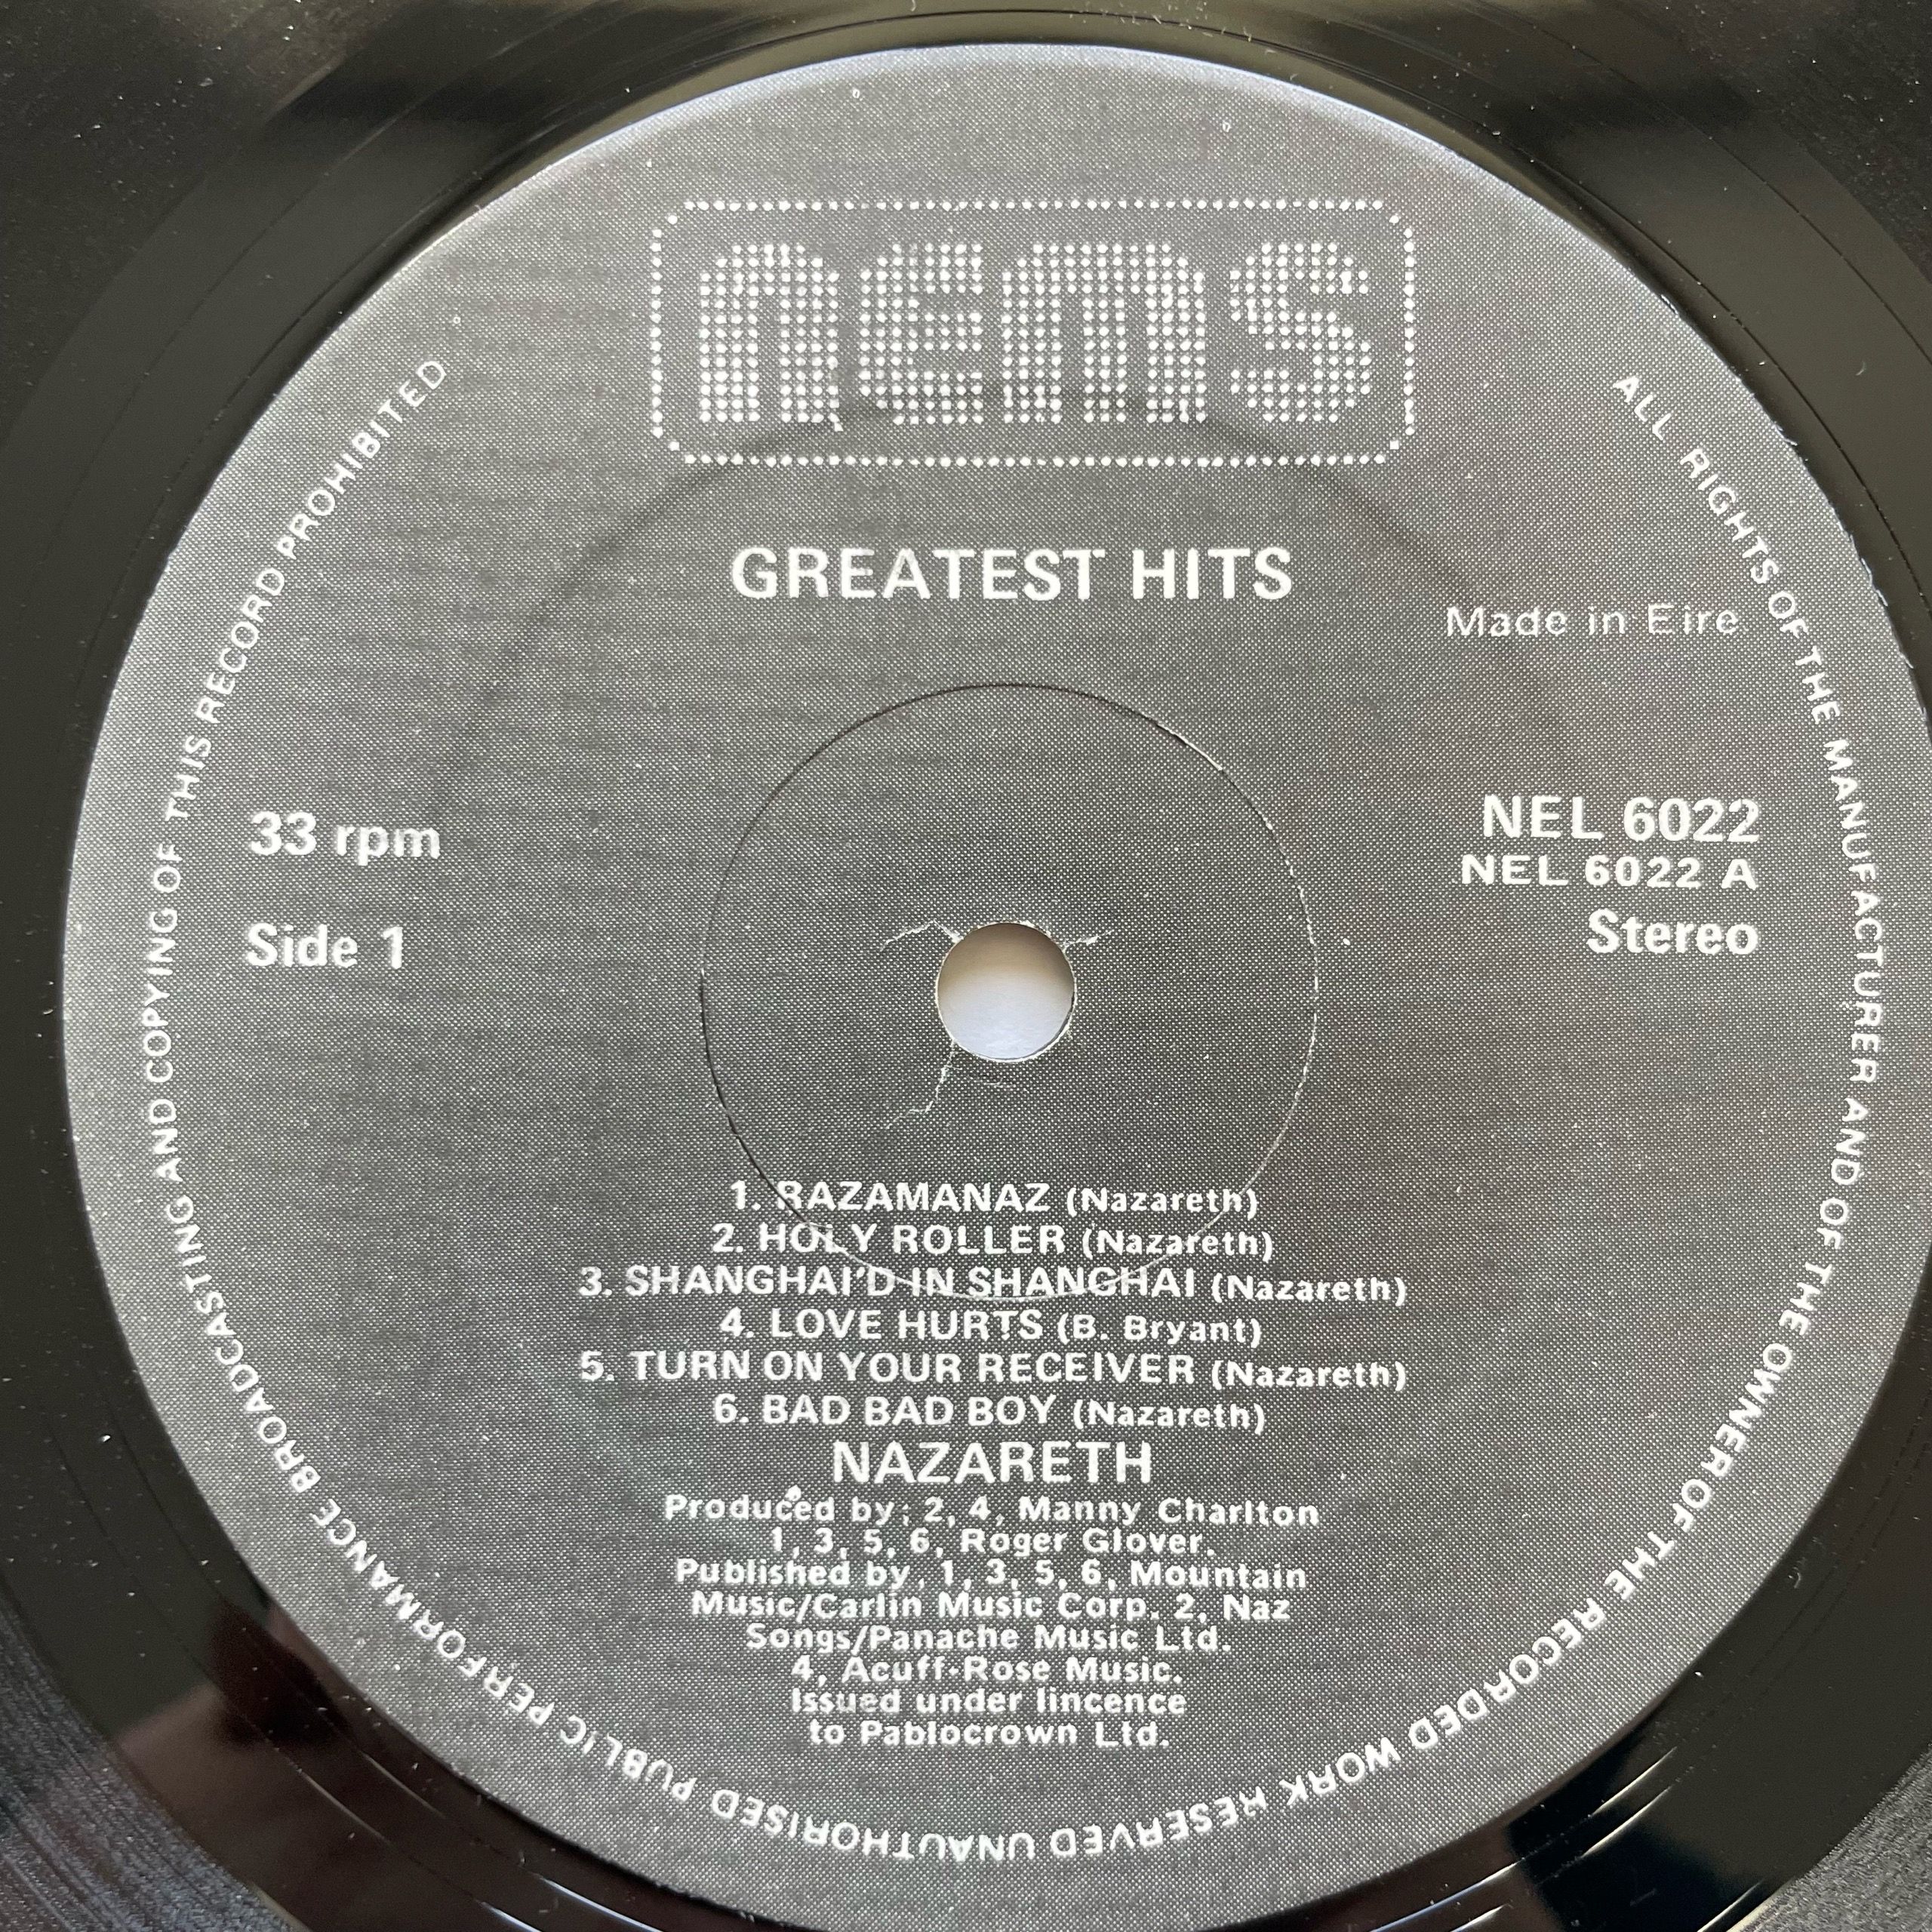 nems
GREATEST HITS
Made in Eire
33 rpm
NEL 6022
NEL 6022 A
Side 1
Stereo
1. RAZAMANAZ (Nazareth)
2. HOLY ROLLER (Nazareth)
3. SHANGHAI'D IN SHANGHAI (Nazareth)
4. LOVE HURTS (B. Bryant)
5. TURN ON YOUR RECEIVER (Nazareth)
6. BAD BAD BOY (Nazareth)
NAZARETH
Produced by; 2, 4, Manny Charlton
1, 3, 5, 6, Roger Glover.
Published by, 1, 3, 5, 6, Mountain
Music/Carlin Music Corp. 2, Naz
Songs/Panache Music Ltd.
4, Acuff-Rose Music.
Issued under lincence
to Pablocrown Ltd.
ALL RIGHTS OF THE MANUFACTURER AND OF THE OWNER OF THE RECORDED WORK RESERVED UNAUTHORISED PUBLIC PERFORMANCE BROADCASTING AND COPYING OF THIS RECORD PROHIBITED